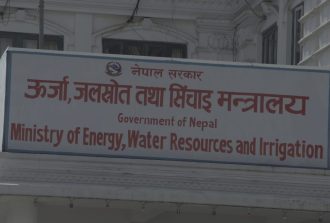 नेपाल सरकार
ऊर्जा, जलस्रोत तथा सिंचाइ मन्त्रालय
Government of Nepal
Ministry of Energy, Water Resources and Irrigation